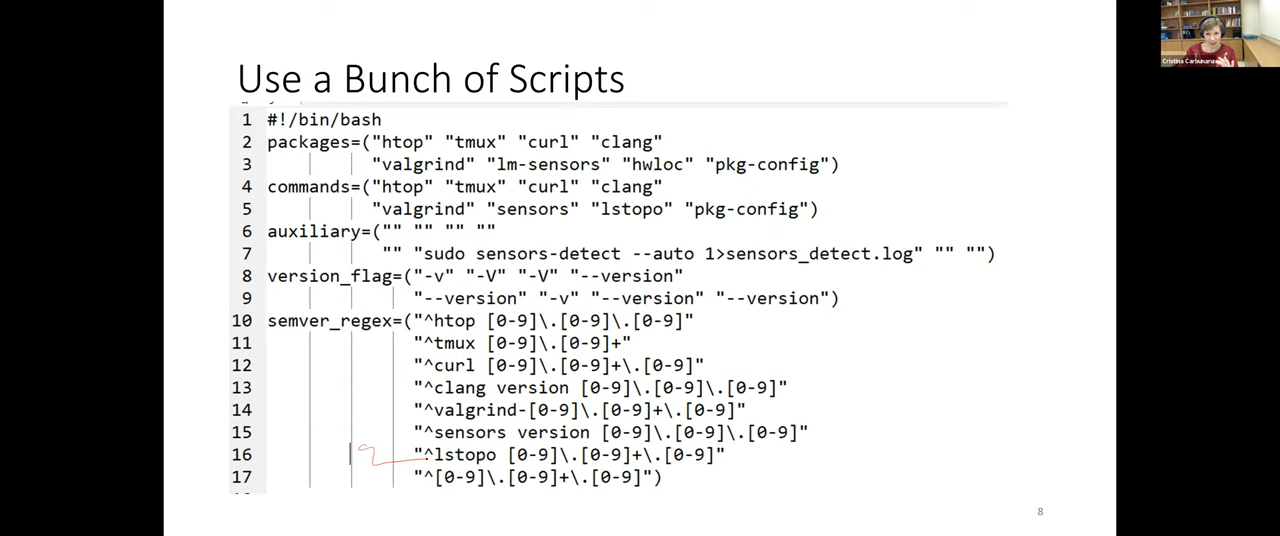 Use a Bunch of Scripts
1 #!/bin/bash
2 packages=("htop" "tmux" "curl" "clang"
3 "valgrind" "lm-sensors" "hwloc" "pkg-config")
4 commands=("htop" "tmux" "curl" "clang"
5 "valgrind" "sensors" "lstopo" "pkg-config")
6 auxiliary=("" "" "" ""
7 "" "sudo sensors-detect --auto 1>sensors_detect.log" "" "")
8 version_flag=("-v" "-V" "-V" "--version"
9 "--version" "-v" "--version" "--version")
10 semver_regex=("^htop [0-9]\.[0-9]\.[0-9]"
11 "^tmux [0-9]\.[0-9]+"
12 "^curl [0-9]\.[0-9]+\.[0-9]"
13 "^clang version [0-9]\.[0-9]\.[0-9]"
14 "^valgrind-[0-9]\.[0-9]+\.[0-9]"
15 "^sensors version [0-9]\.[0-9]\.[0-9]"
16 "^lstopo [0-9]\.[0-9]+\.[0-9]"
17 "^[0-9]\.[0-9]+\.[0-9]")
8
Cristina Carbunaru